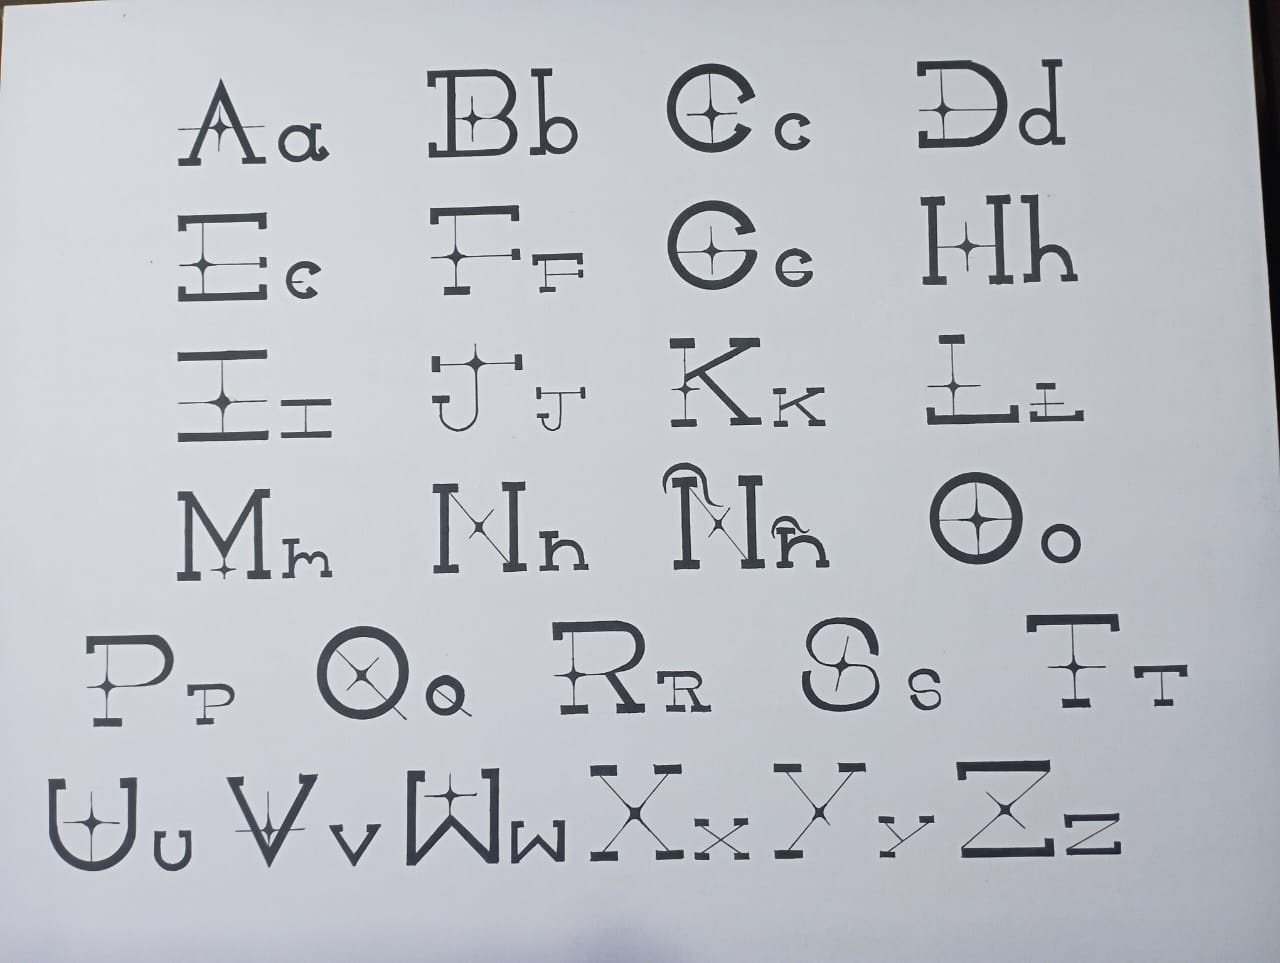 Aa Bb Cc Dd
Ee FF Gg Hh
II JJ KK LL
Mm Nn Ññ Oo
PP QQ RR Ss TT
Uu Vv Ww Xx Yy Zz